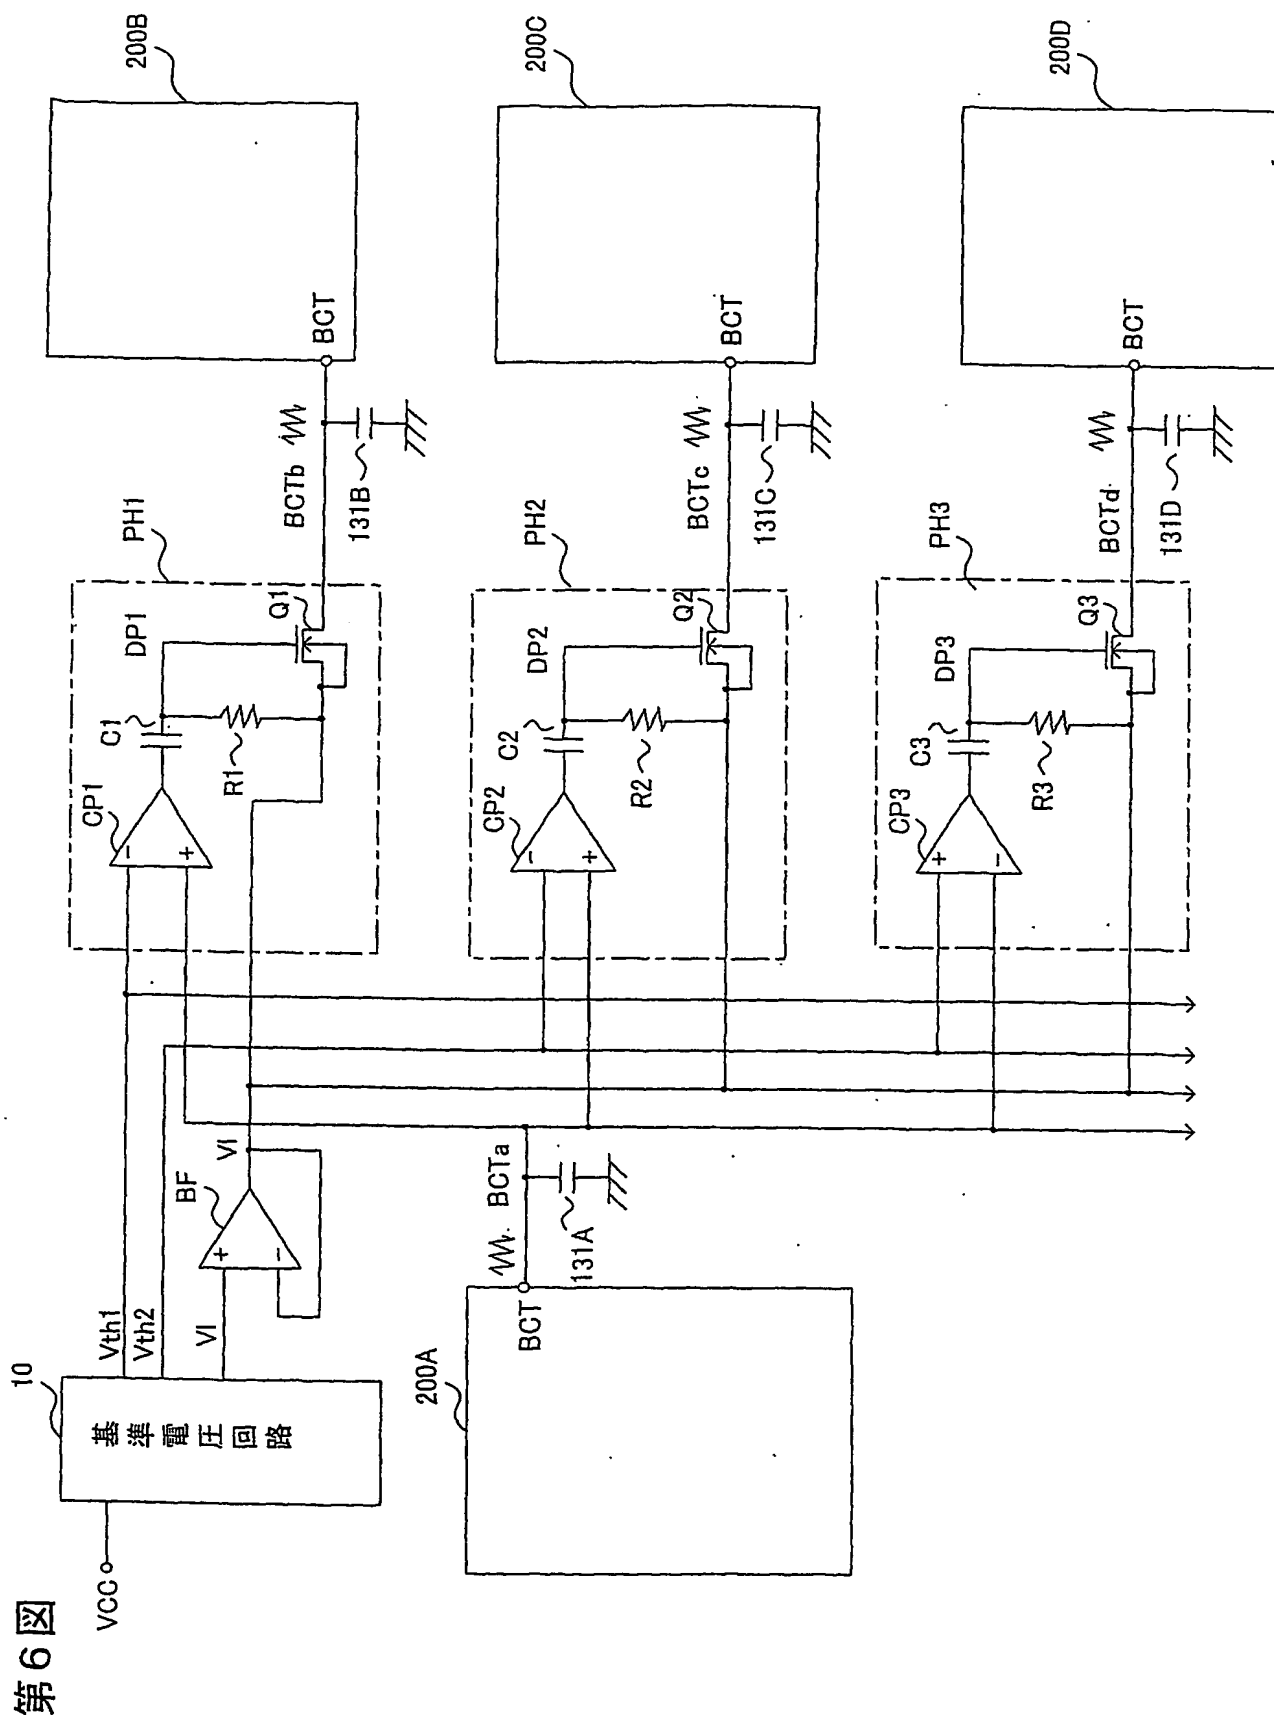 第6図
VCC
10
基準電圧回路
Vth1
Vth2
VI
BF
VI
200A
BCT
BCTa
131A
PH1
CP1
C1
R1
DP1
Q1
BCTb
131B
BCT
200B
PH2
CP2
C2
R2
DP2
Q2
BCTc
131C
BCT
200C
PH3
CP3
C3
R3
DP3
Q3
BCTd
131D
BCT
200D